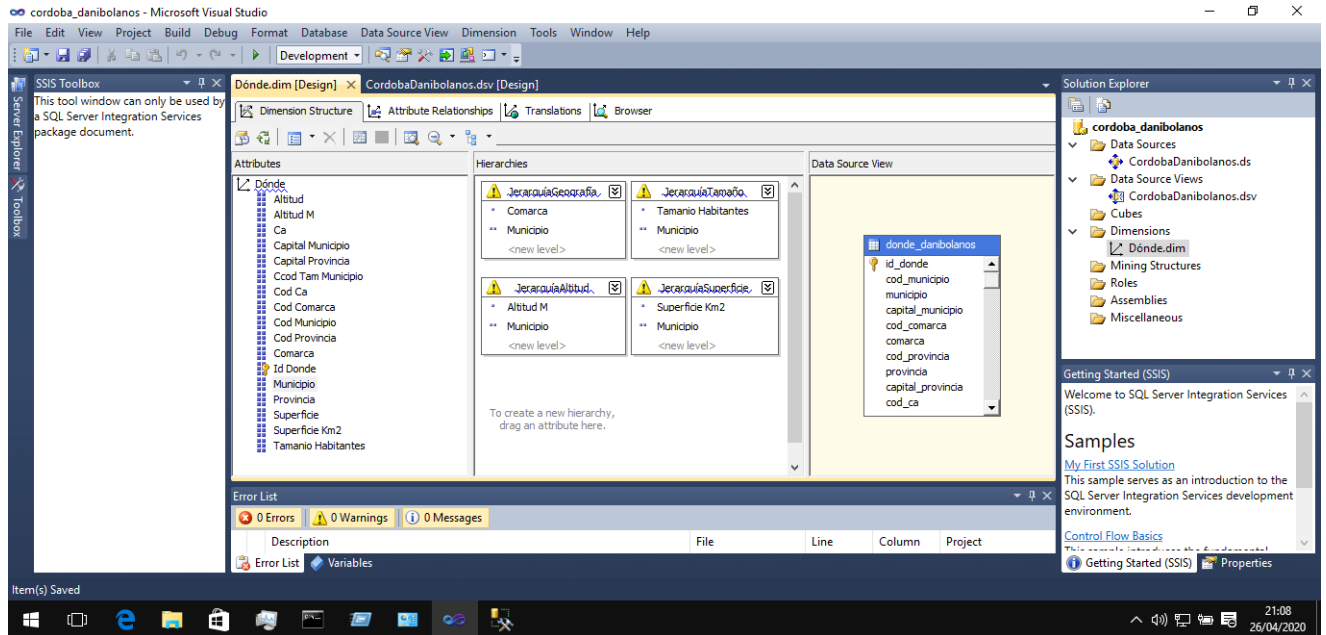 cordoba_danibolanos - Microsoft Visual Studio
File Edit View Project Build Debug Format Database Data Source View Dimension Tools Window Help
Development
Server Explorer
Toolbox
SSIS Toolbox
This tool window can only be used by
a SQL Server Integration Services
package document.
Dónde.dim [Design] CordobaDanibolanos.dsv [Design]
Dimension Structure Attribute Relationships Translations Browser
Attributes
Dónde
Altitud
Altitud M
Ca
Capital Municipio
Capital Provincia
Ccod Tam Municipio
Cod Ca
Cod Comarca
Cod Municipio
Cod Provincia
Comarca
Id Donde
Municipio
Provincia
Superficie
Superficie Km2
Tamanio Habitantes
Hierarchies
JerarquíaGeografía
Comarca
Municipio
<new level>
JerarquíaTamaño
Tamanio Habitantes
Municipio
<new level>
JerarquíaAltitud
Altitud M
Municipio
<new level>
JerarquíaSuperficie
Superficie Km2
Municipio
<new level>
To create a new hierarchy,
drag an attribute here.
Data Source View
donde_danibolanos
id_donde
cod_municipio
municipio
capital_municipio
cod_comarca
comarca
cod_provincia
provincia
capital_provincia
cod_ca
Solution Explorer
cordoba_danibolanos
Data Sources
CordobaDanibolanos.ds
Data Source Views
CordobaDanibolanos.dsv
Cubes
Dimensions
Dónde.dim
Mining Structures
Roles
Assemblies
Miscellaneous
Getting Started (SSIS)
Welcome to SQL Server Integration Services
(SSIS).
Samples
My First SSIS Solution
This sample serves as an introduction to the
SQL Server Integration Services development
environment.
Control Flow Basics
Getting Started (SSIS) Properties
Error List
0 Errors 0 Warnings 0 Messages
Description File Line Column Project
Error List Variables
Item(s) Saved
21:08
26/04/2020